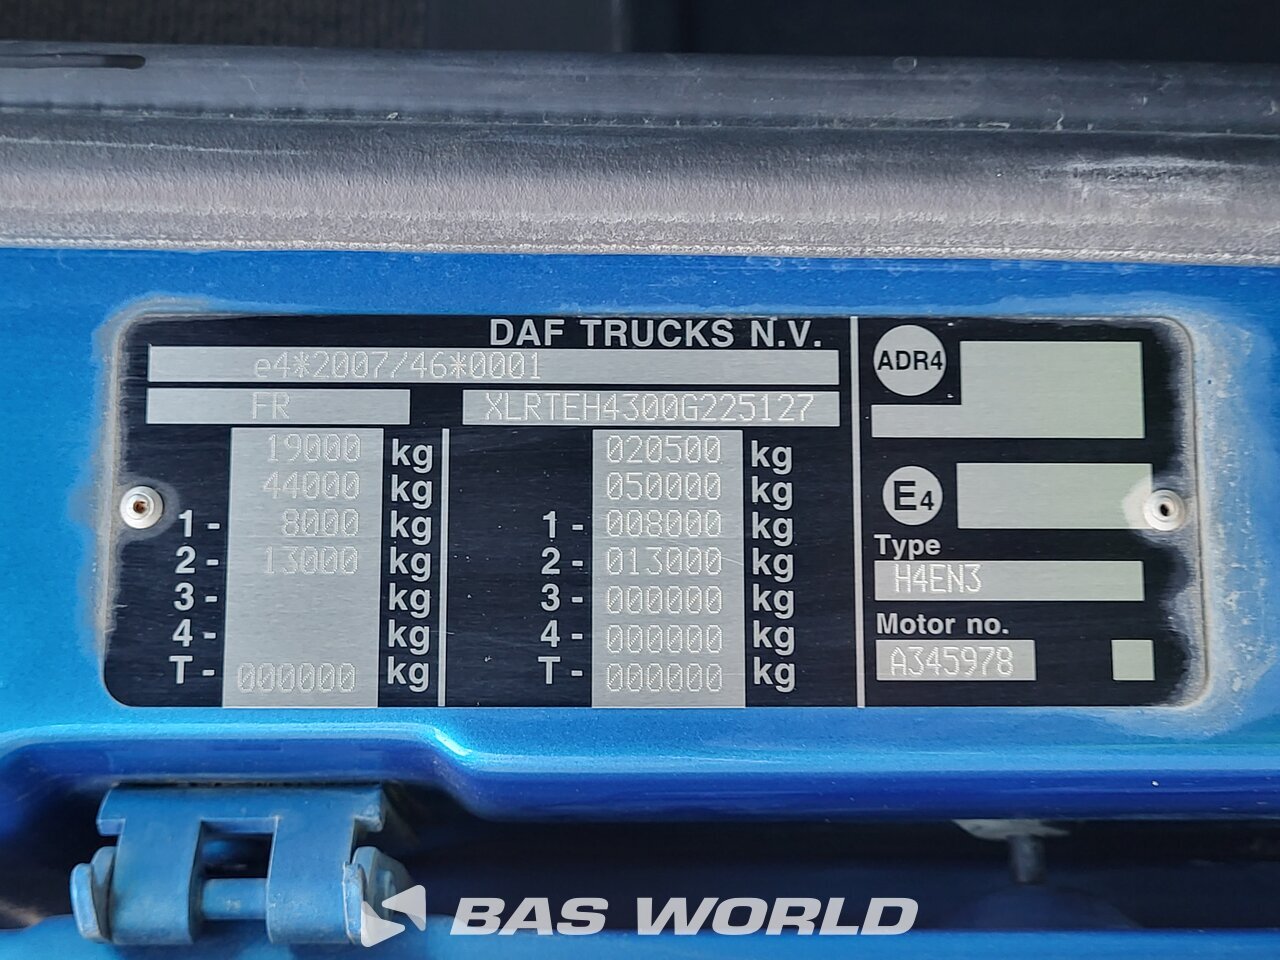 DAF TRUCKS N.V.
e4*2007/46*0001
FR XLRTEH4300G225127
19000 kg 020500 kg
44000 kg 050000 kg
1- 8000 kg 1- 008000 kg
2- 13000 kg 2- 013000 kg
3- kg 3- 000000 kg
4- kg 4- 000000 kg
T- 000000 kg T- 000000 kg
ADR4
E4
Type
H4EN3
Motor no.
A345978
BAS WORLD